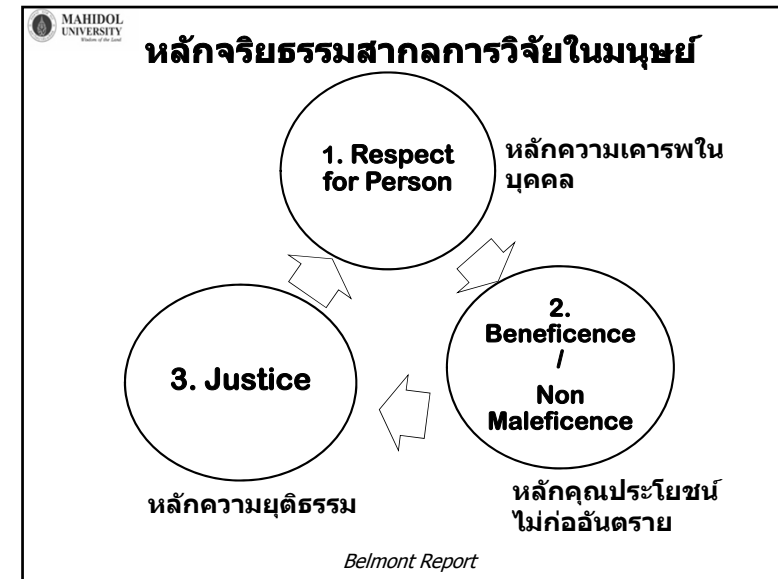 MAHIDOL
UNIVERSITY
Wisdom of the Land
หลักจริยธรรมสากลการวิจัยในมนุษย์
1. Respect
for Person
หลักความเคารพใน
บุคคล
2.
Beneficence
/
Non
Maleficence
หลักคุณประโยชน์
ไม่ก่ออันตราย
3. Justice
หลักความยุติธรรม
Belmont Report